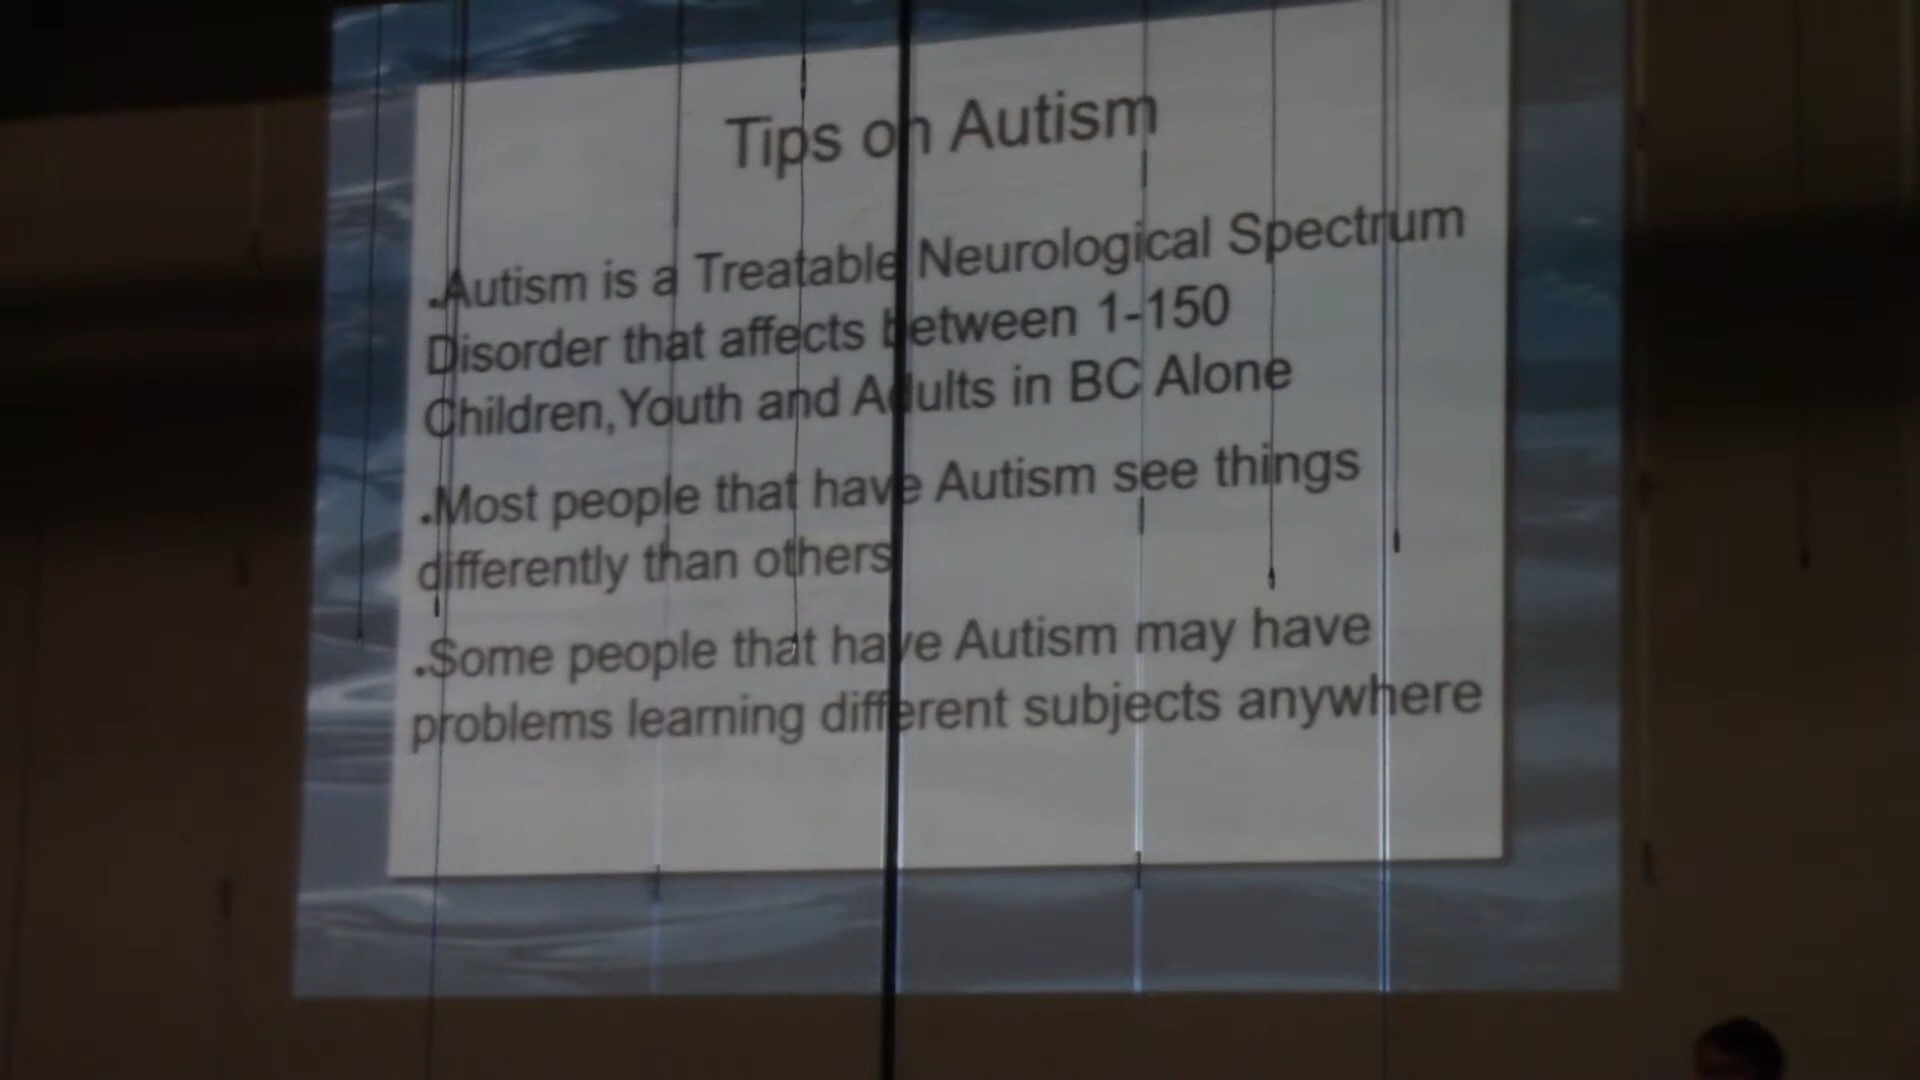 Tips on Autism
.Autism is a Treatable Neurological Spectrum
Disorder that affects between 1-150
Children,Youth and Adults in BC Alone
.Most people that have Autism see things
differently than others
.Some people that have Autism may have
problems learning different subjects anywhere